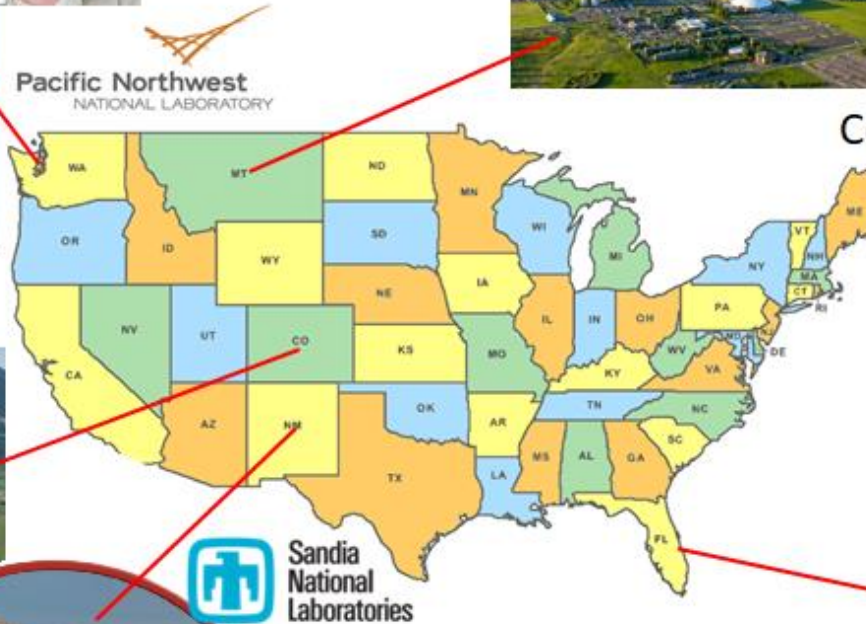 Pacific Northwest
NATIONAL LABORATORY
C
WA
MT
ND
MN
ME
VT
NH
OR
ID
SD
WI
MI
NY
MA
CT
RI
WY
IA
PA
NE
IL
IN
OH
NJ
NV
UT
CO
KS
MO
WV
MD
DE
CA
KY
VA
AZ
NM
OK
AR
TN
NC
SC
TX
LA
MS
AL
GA
FL
Sandia
National
Laboratories